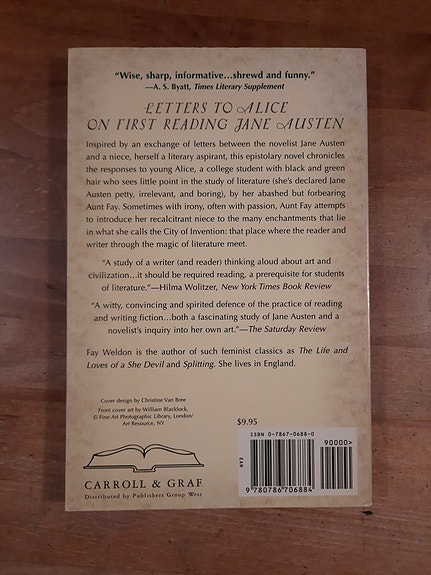 “Wise, sharp, informative...shrewd and funny.”
—A. S. Byatt, Times Literary Supplement
LETTERS TO ALICE
ON FIRST READING JANE AUSTEN
Inspired by an exchange of letters between the novelist Jane Austen
and a niece, herself a literary aspirant, this epistolary novel chronicles
the responses to young Alice, a college student with black and green
hair who sees little point in the study of literature (she’s declared Jane
Austen petty, irrelevant, and boring), by her abashed but forbearing
Aunt Fay. Sometimes with irony, often with passion, Aunt Fay attempts
to introduce her recalcitrant niece to the many enchantments that lie
in what she calls the City of Invention: that place where the reader and
writer through the magic of literature meet.
“A study of a writer (and reader) thinking aloud about art and
civilization...it should be required reading, a prerequisite for students
of literature.”—Hilma Wolitzer, New York Times Book Review
“A witty, convincing and spirited defence of the practice of reading
and writing fiction...both a fascinating study of Jane Austen and a
novelist’s inquiry into her own art.”—The Saturday Review
Fay Weldon is the author of such feminist classics as The Life and
Loves of a She Devil and Splitting. She lives in England.
Cover design by Christine Van Bree
Front cover art by William Blacklock,
© Fine Art Photographic Library, London/
Art Resource, NY
$9.95
ISBN 0-7867-0688-0
90000>
EAN
9 780786 706884
CARROLL & GRAF
Distributed by Publishers Group West